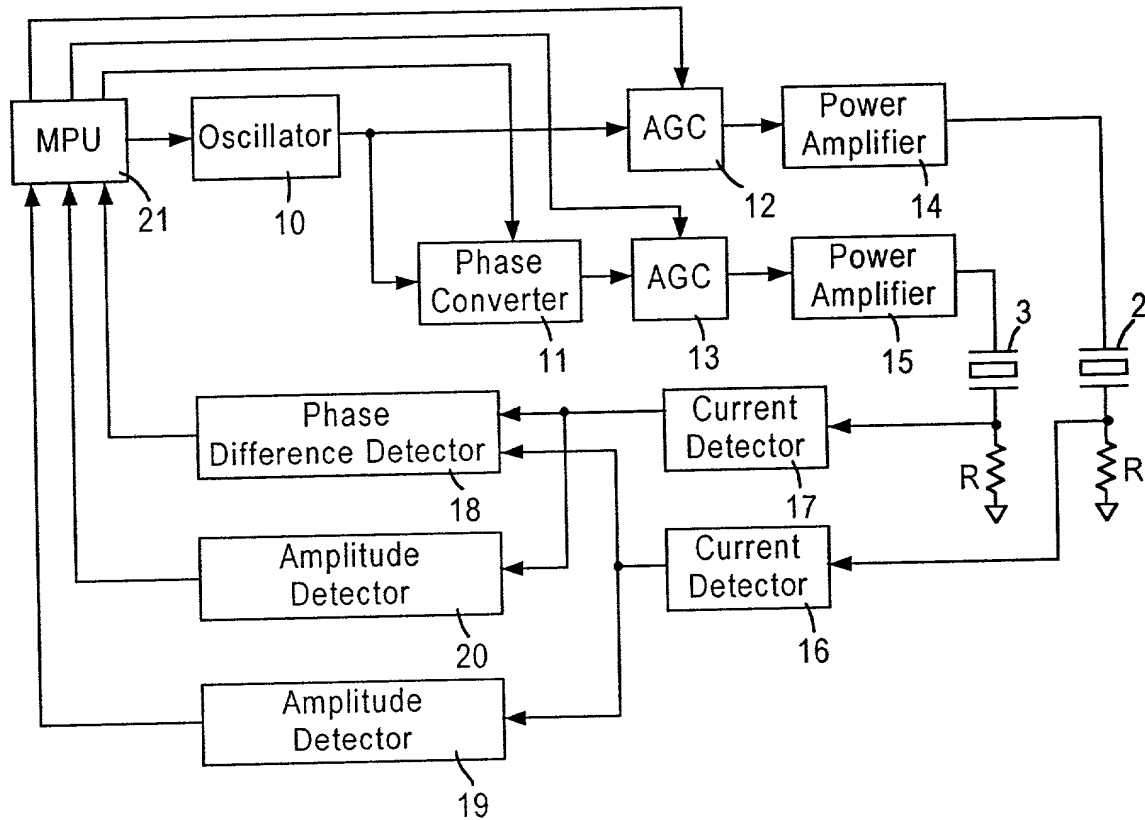 MPU
21
Oscillator
10
AGC
12
Power
Amplifier
14
Phase
Converter
11
AGC
13
Power
Amplifier
15
3
2
Phase
Difference Detector
18
Current
Detector
17
R
R
Amplitude
Detector
20
Current
Detector
16
Amplitude
Detector
19